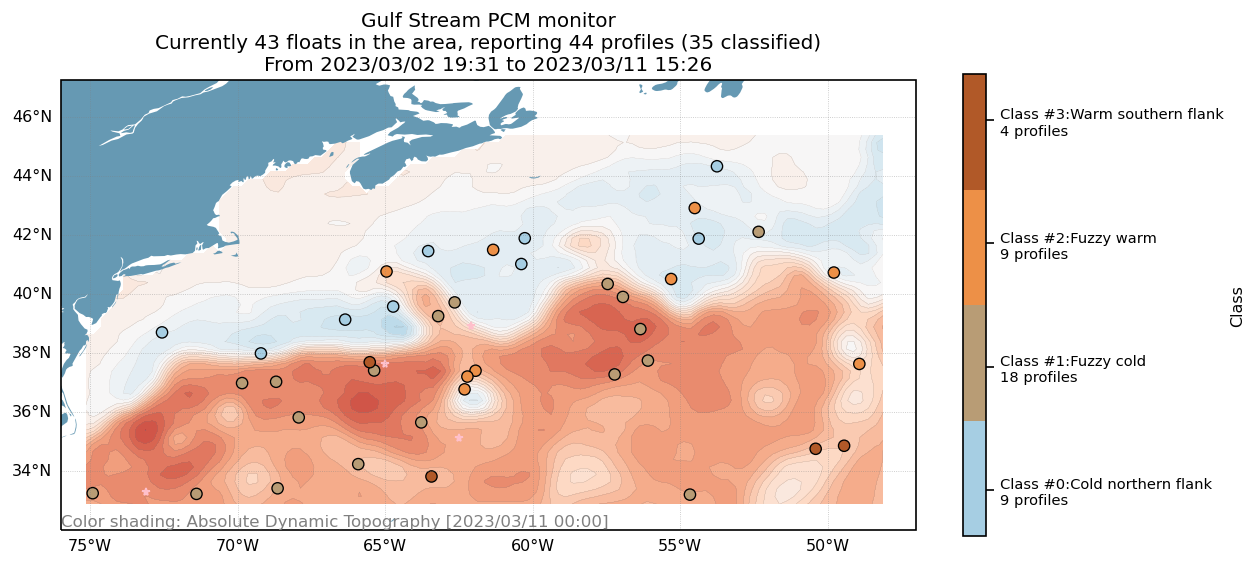 Gulf Stream PCM monitor
Currently 43 floats in the area, reporting 44 profiles (35 classified)
From 2023/03/02 19:31 to 2023/03/11 15:26
46°N
44°N
42°N
40°N
38°N
36°N
34°N
Color shading: Absolute Dynamic Topography [2023/03/11 00:00]
75°W
70°W
65°W
60°W
55°W
50°W
Class #3:Warm southern flank
4 profiles
Class #2:Fuzzy warm
9 profiles
Class #1:Fuzzy cold
18 profiles
Class #0:Cold northern flank
9 profiles
Class